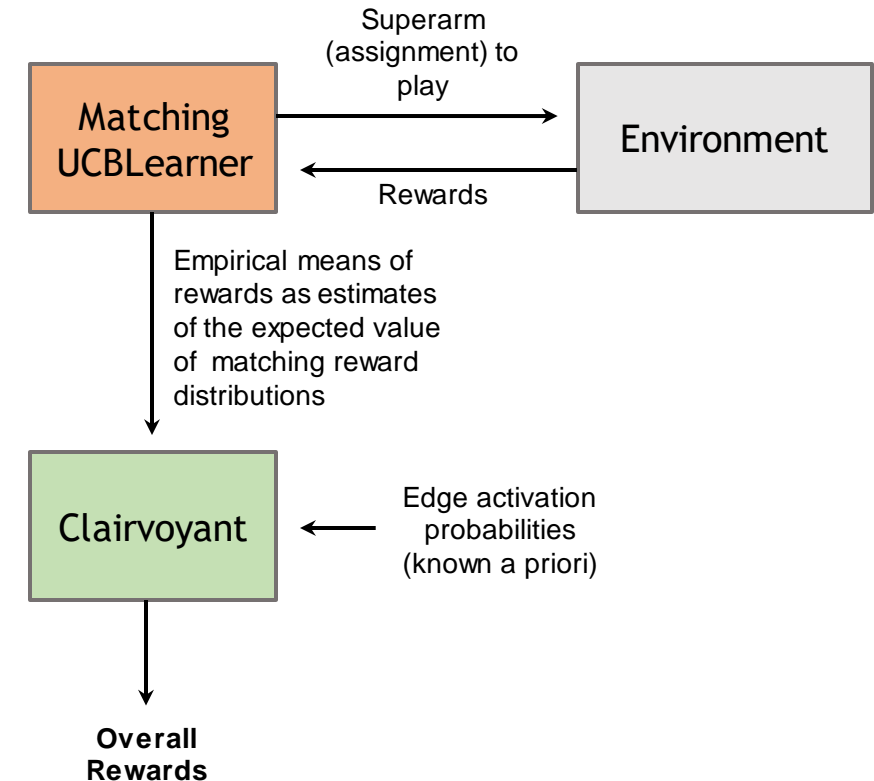 Superarm
(assignment) to
play
Matching
UCBLearner
Environment
Rewards
Empirical means of
rewards as estimates
of the expected value
of matching reward
distributions
Clairvoyant
Edge activation
probabilities
(known a priori)
Overall
Rewards